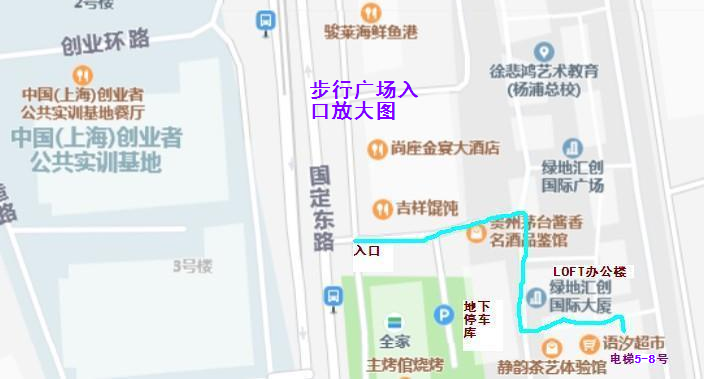 2号楼
创业环路
骏莱海鲜鱼港
步行广场入
口放大图
徐悲鸿艺术教育
(杨浦总校)
中国(上海)创业者
公共实训基地餐厅
中国(上海)创业者
公共实训基地
尚座金宴大酒店
绿地汇创
国际广场
国定东路
吉祥馄饨
贵州茅台酱香
名酒品鉴馆
入口
3号楼
LOFT办公楼
绿地汇创
国际大厦
地下
停车
库
P
全家
语汐超市
主烤倌烧烤
静韵茶艺体验馆
电梯5-8号
路